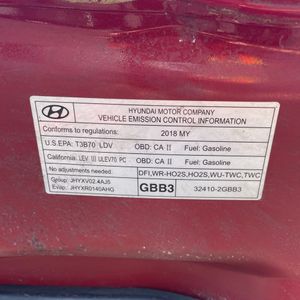 HYUNDAI MOTOR COMPANY
VEHICLE EMISSION CONTROL INFORMATION
Conforms to regulations: 2018 MY
U.S.EPA: T3B70 LDV OBD: CA II Fuel: Gasoline
California: LEV III ULEV70 PC OBD: CA II Fuel: Gasoline
No adjustments needed. DFI,WR-HO2S,HO2S,WU-TWC,TWC
Group: JHYXV02.4AJ5 GBB3 32410-2GBB3
Evap.: JHYXR0140AHG